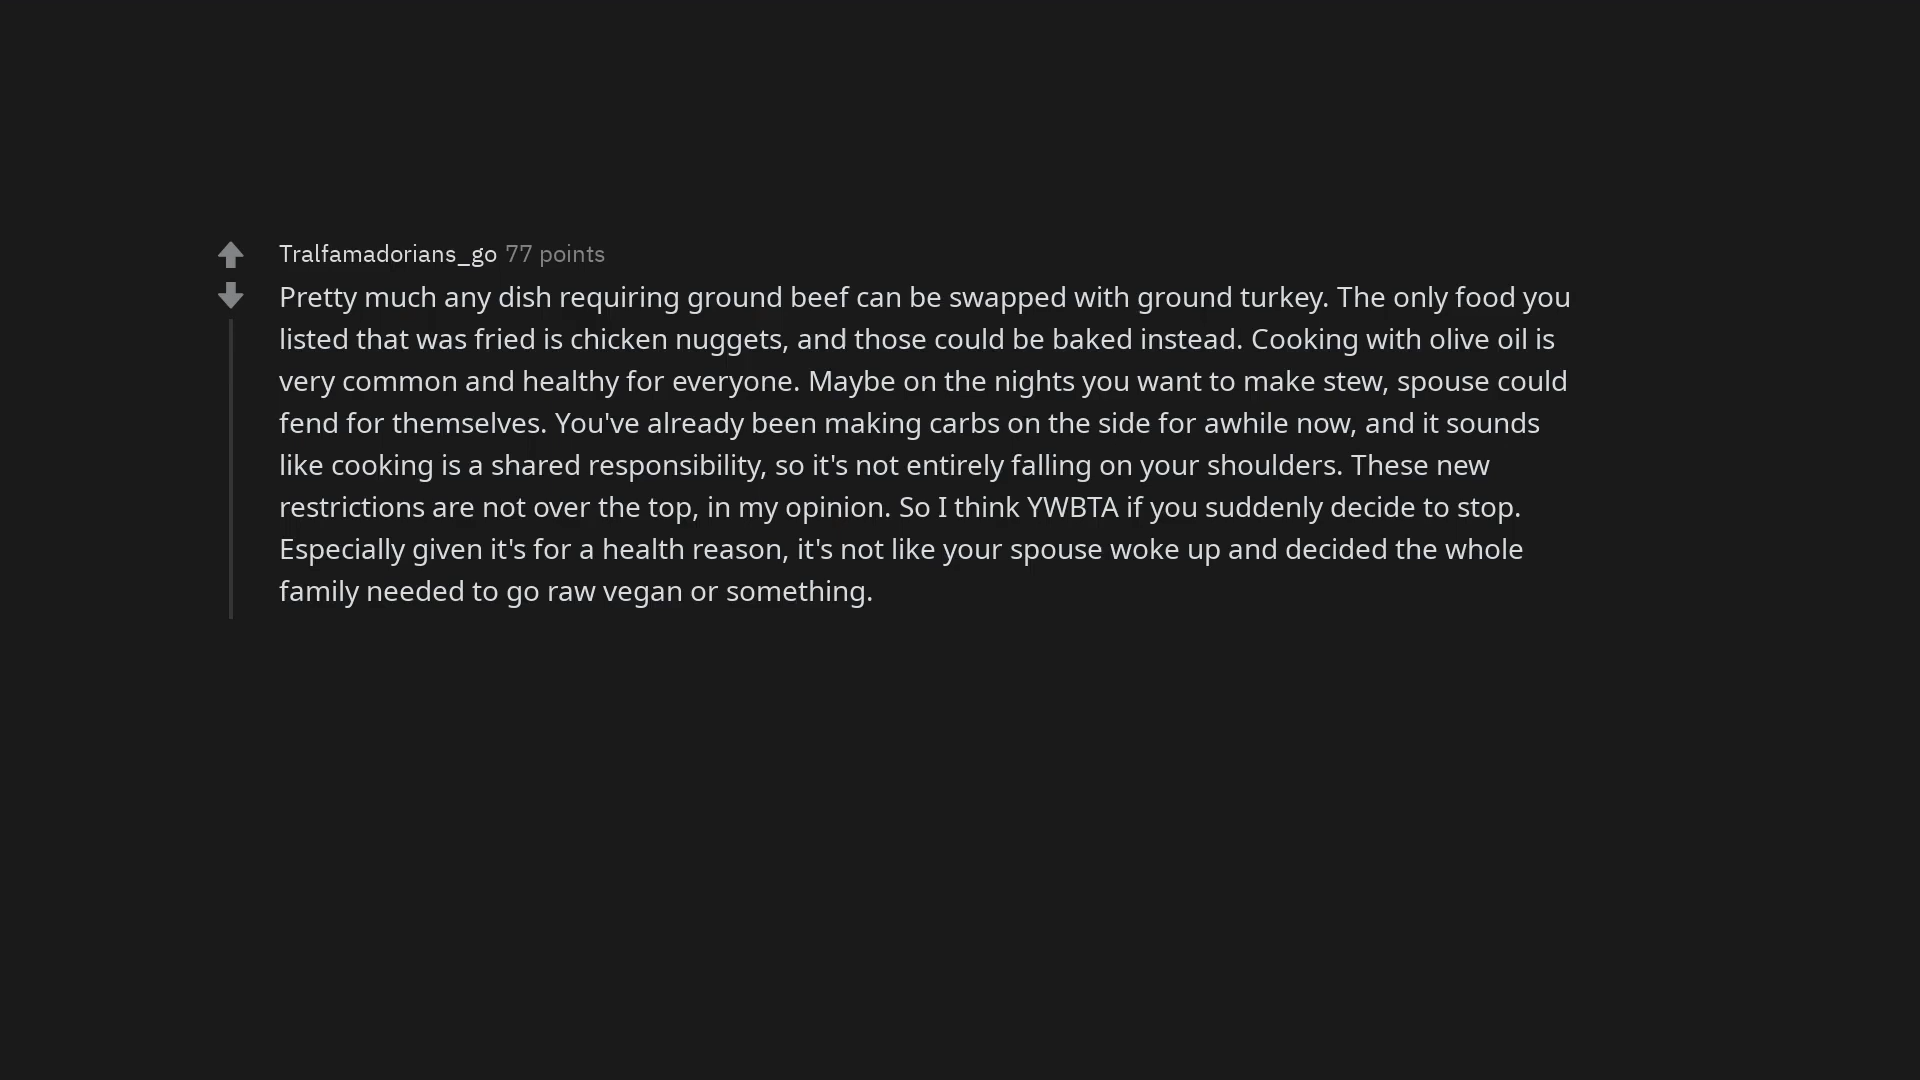 Tralfamadorians_go 77 points
Pretty much any dish requiring ground beef can be swapped with ground turkey. The only food you
listed that was fried is chicken nuggets, and those could be baked instead. Cooking with olive oil is
very common and healthy for everyone. Maybe on the nights you want to make stew, spouse could
fend for themselves. You've already been making carbs on the side for awhile now, and it sounds
like cooking is a shared responsibility, so it's not entirely falling on your shoulders. These new
restrictions are not over the top, in my opinion. So I think YWBTA if you suddenly decide to stop.
Especially given it's for a health reason, it's not like your spouse woke up and decided the whole
family needed to go raw vegan or something.